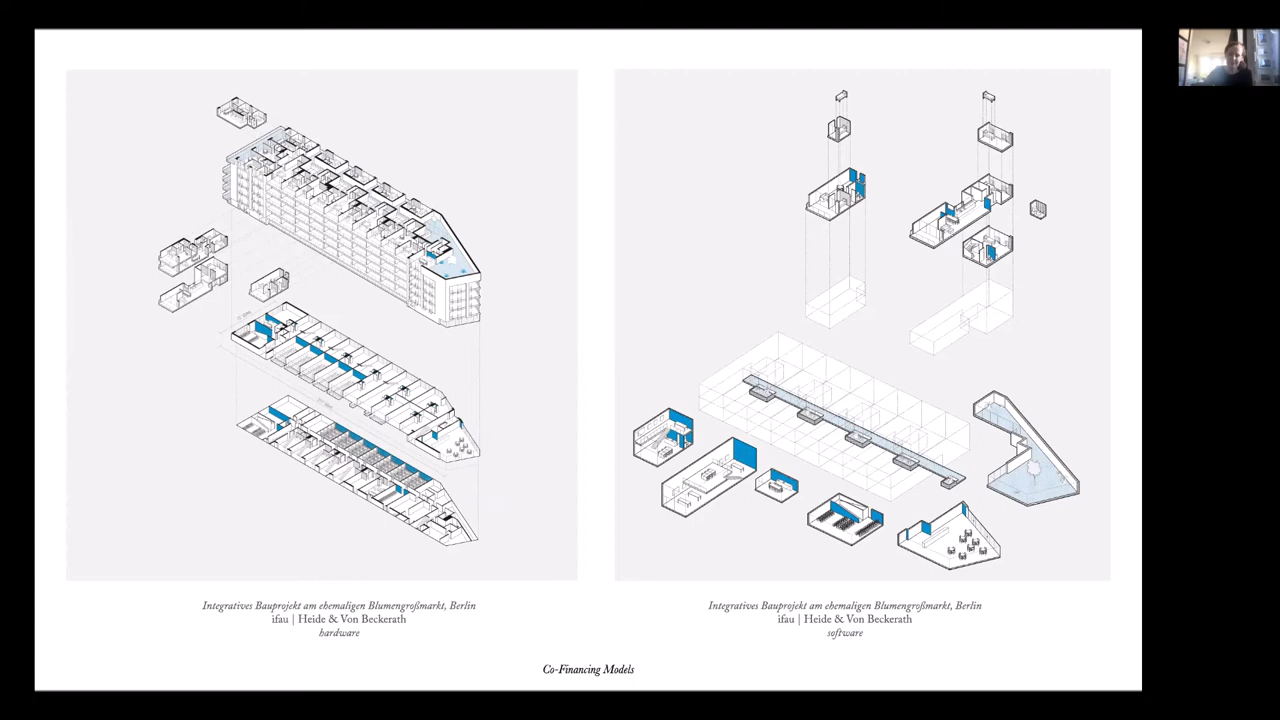 Integratives Bauprojekt am ehemaligen Blumengroßmarkt, Berlin
ifau | Heide & Von Beckerath
hardware
Integratives Bauprojekt am ehemaligen Blumengroßmarkt, Berlin
ifau | Heide & Von Beckerath
software
Co-Financing Models